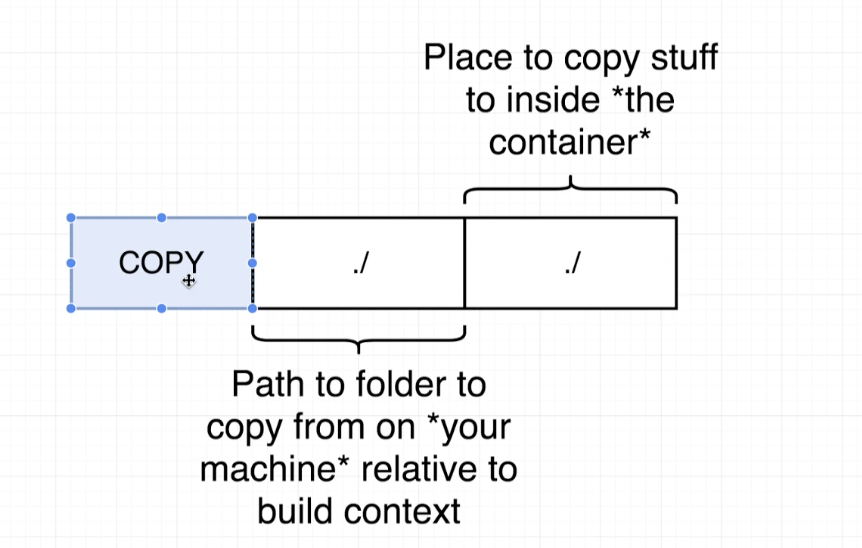 Place to copy stuff
to inside *the
container*
COPY
./
./
Path to folder to
copy from on *your
machine* relative to
build context